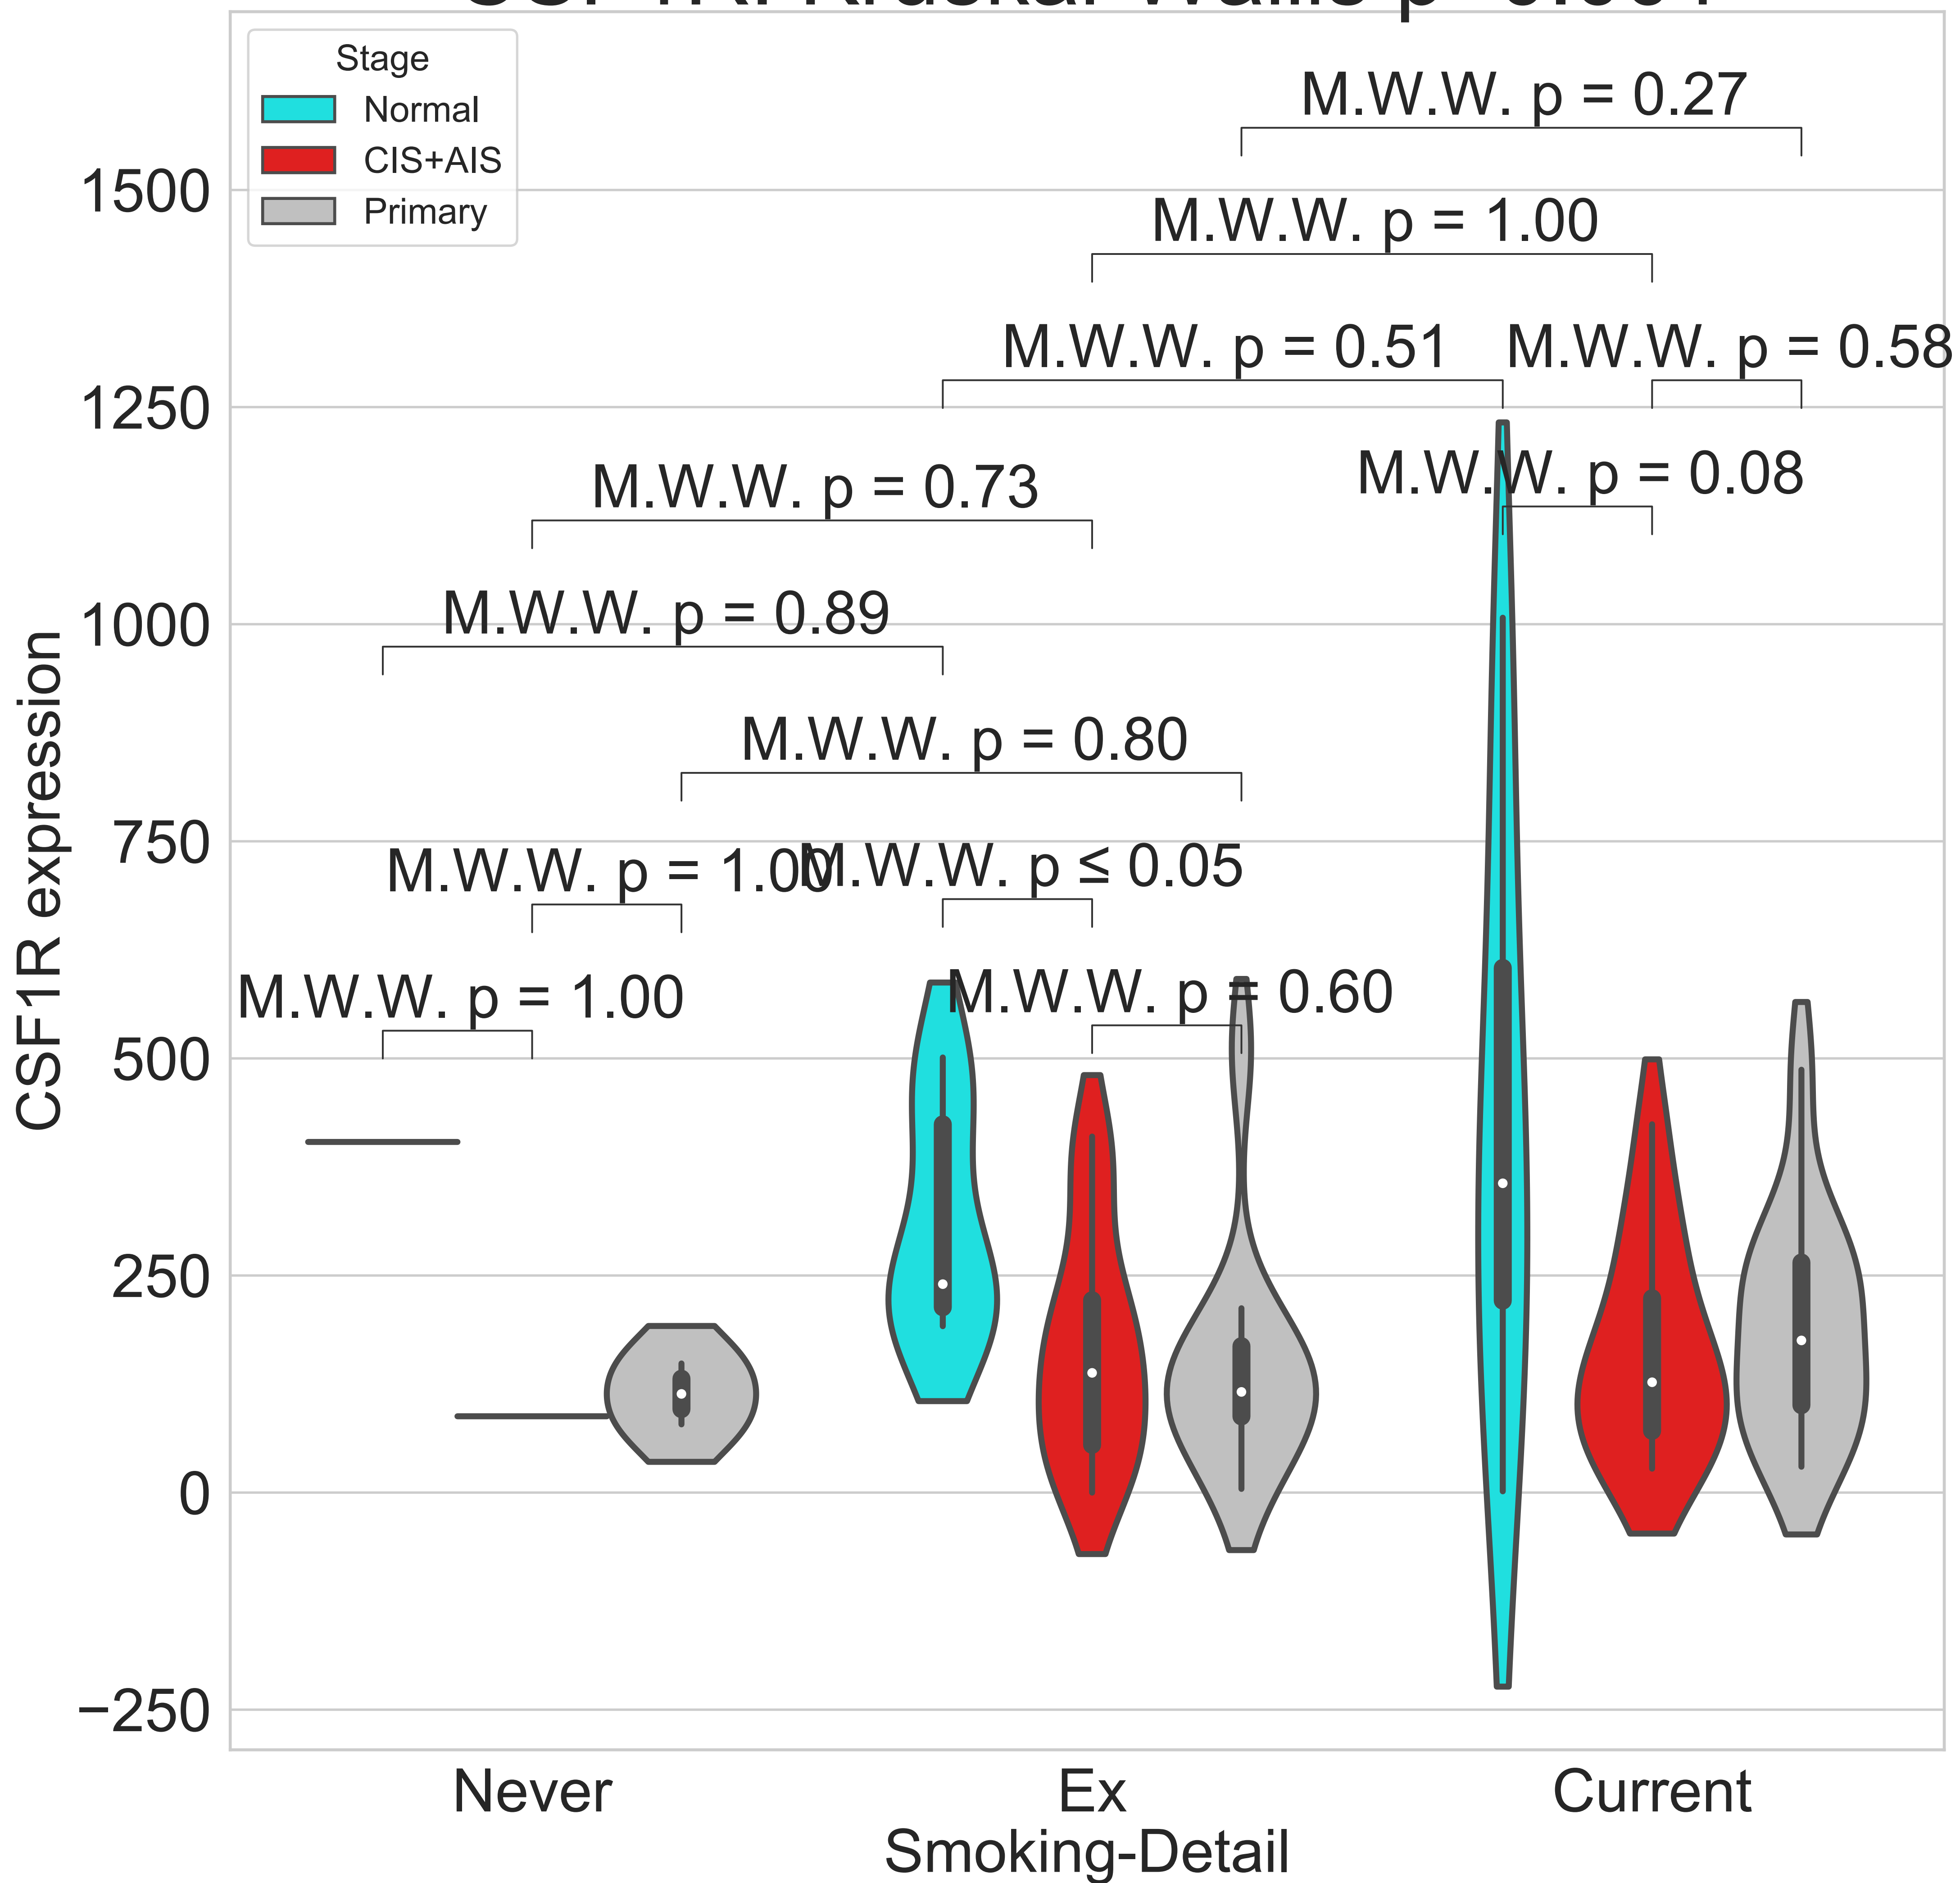 Stage
Normal
CIS+AIS
Primary
M.W.W. p = 0.27
M.W.W. p = 1.00
M.W.W. p = 0.51
M.W.W. p = 0.58
M.W.W. p = 0.08
M.W.W. p = 0.73
M.W.W. p = 0.89
M.W.W. p = 0.80
M.W.W. p = 1.00
M.W.W. p ≤ 0.05
M.W.W. p = 1.00
M.W.W. p = 0.60
1500
1250
1000
750
500
250
0
−250
CSF1R expression
Never
Ex
Current
Smoking-Detail